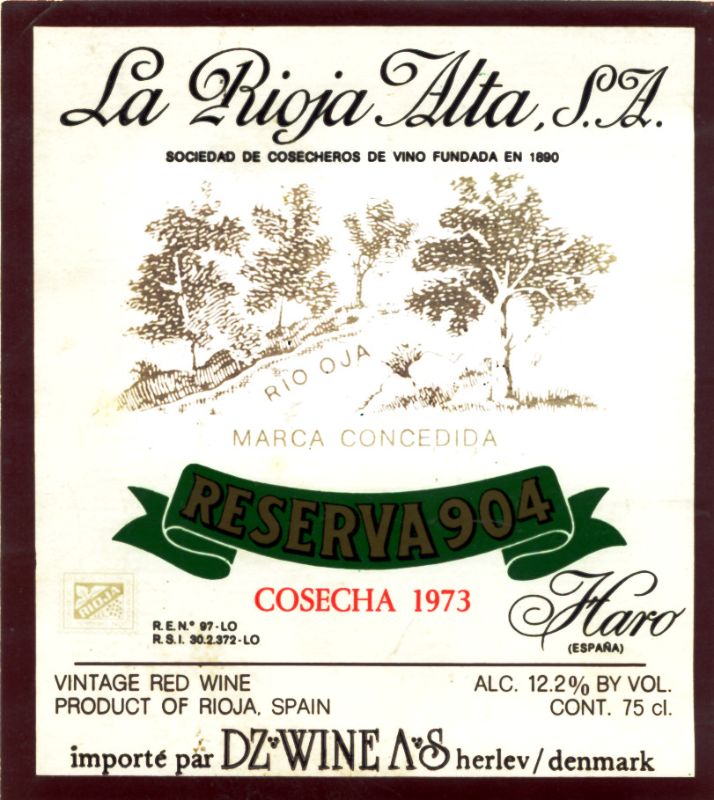 La Rioja Alta, S.A.
SOCIEDAD DE COSECHEROS DE VINO FUNDADA EN 1890
RIO OJA
MARCA CONCEDIDA
RESERVA 904
COSECHA 1973
RIOJA
Haro
(ESPAÑA)
R.E.N.º 97-LO
R.S.I. 30.2.372-LO
VINTAGE RED WINE
PRODUCT OF RIOJA, SPAIN
ALC. 12.2% BY VOL.
CONT. 75 cl.
importé pàr DZ WINE A S herlev / denmark